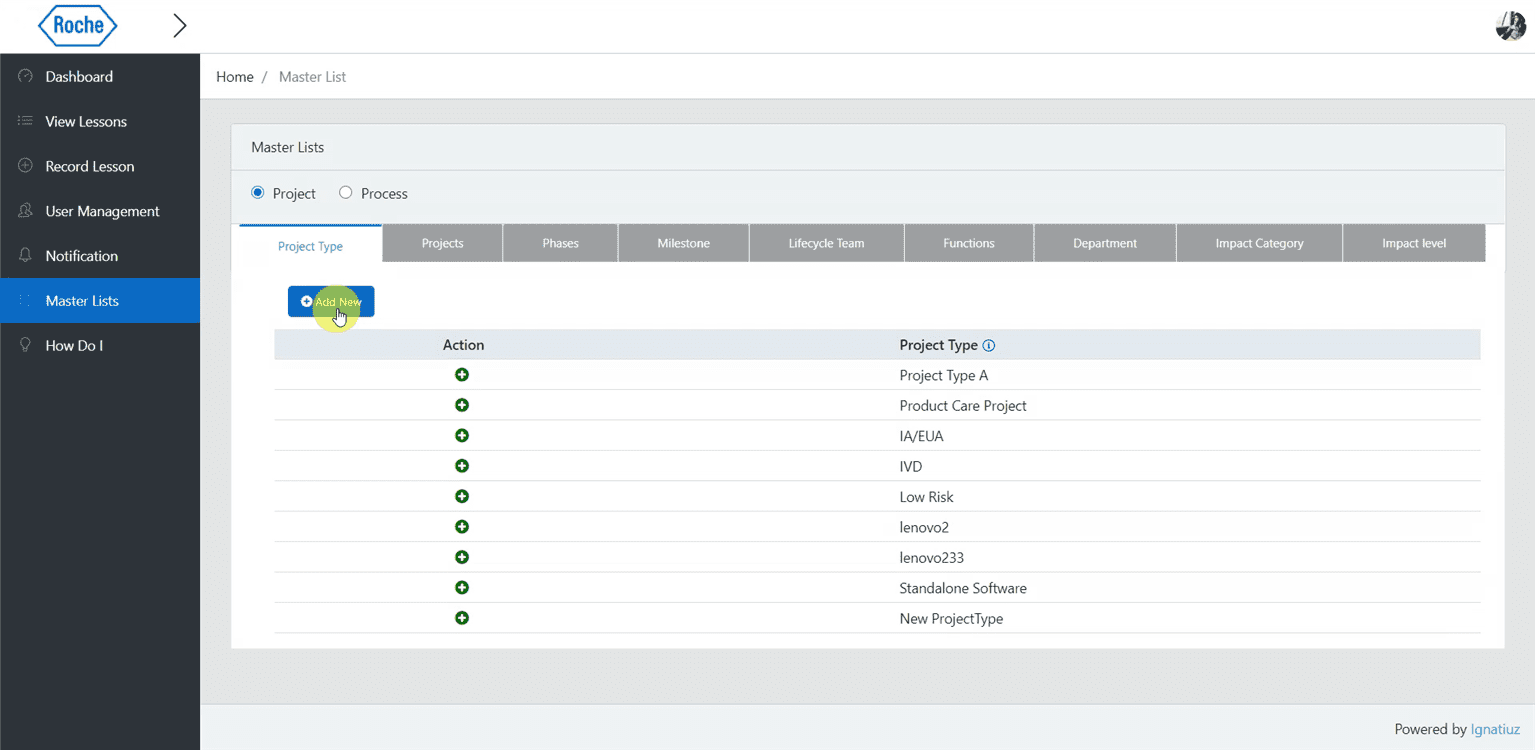 Roche
Dashboard
View Lessons
Record Lesson
User Management
Notification
Master Lists
How Do I
Home / Master List
Master Lists
Project Process
Project Type Projects Phases Milestone Lifecycle Team Functions Department Impact Category Impact level
Add New
Action Project Type
Project Type A
Product Care Project
IA/EUA
IVD
Low Risk
lenovo2
lenovo233
Standalone Software
New ProjectType
Powered by Ignatiuz